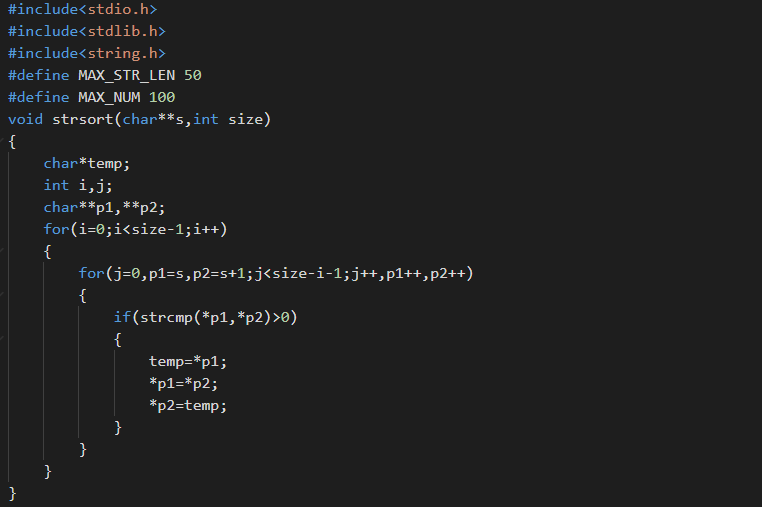 #include<stdio.h>
#include<stdlib.h>
#include<string.h>
#define MAX_STR_LEN 50
#define MAX_NUM 100
void strsort(char**s,int size)
{
    char*temp;
    int i,j;
    char**p1,**p2;
    for(i=0;i<size-1;i++)
    {
        for(j=0,p1=s,p2=s+1;j<size-i-1;j++,p1++,p2++)
        {
            if(strcmp(*p1,*p2)>0)
            {
                temp=*p1;
                *p1=*p2;
                *p2=temp;
            }
        }
    }
}